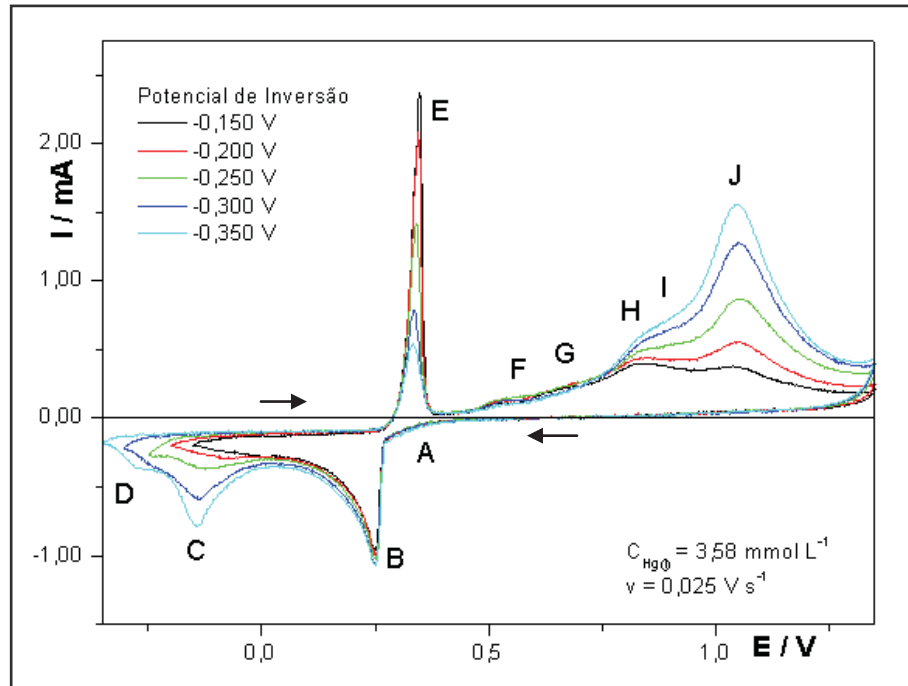 Potencial de Inversão
-0,150 V
-0,200 V
-0,250 V
-0,300 V
-0,350 V
I / mA
2,00
1,00
0,00
-1,00
0,0
0,5
1,0
E / V
A
B
C
D
E
F
G
H
I
J
C Hg(I) = 3,58 mmol L⁻¹
v = 0,025 V s⁻¹